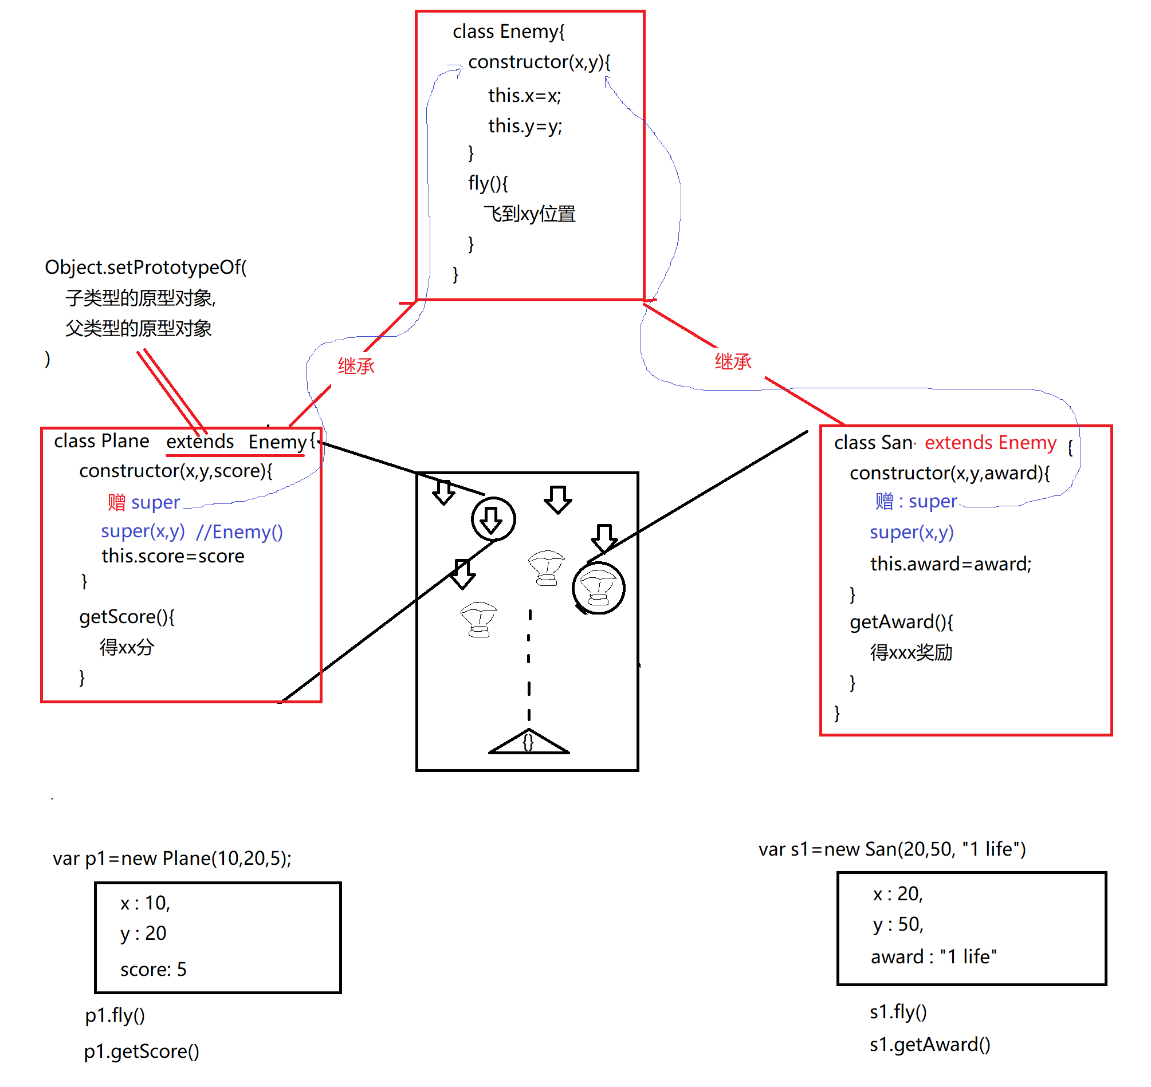 class Enemy{
constructor(x,y){
this.x=x;
this.y=y;
}
fly(){
飞到xy位置
}
}
Object.setPrototypeOf(
子类型的原型对象,
父类型的原型对象
)
继承
继承
class Plane extends Enemy{
constructor(x,y,score){
赠 super
super(x,y) //Enemy()
this.score=score
}
getScore(){
得xx分
}
{}
class San extends Enemy {
constructor(x,y,award){
赠 : super
super(x,y)
this.award=award;
}
getAward(){
得xxx奖励
}
}
var p1=new Plane(10,20,5);
x : 10,
y : 20
score: 5
p1.fly()
p1.getScore()
var s1=new San(20,50, "1 life")
x : 20,
y : 50,
award : "1 life"
s1.fly()
s1.getAward()